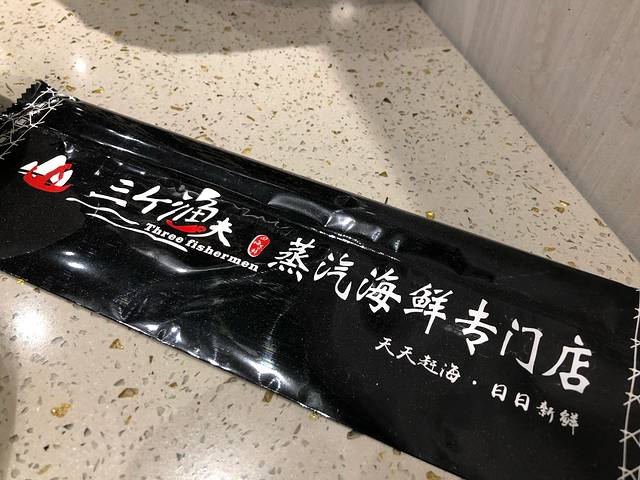 三个渔夫
Three fishermen
蒸汽海鲜专门店
天天赶海·日日新鲜